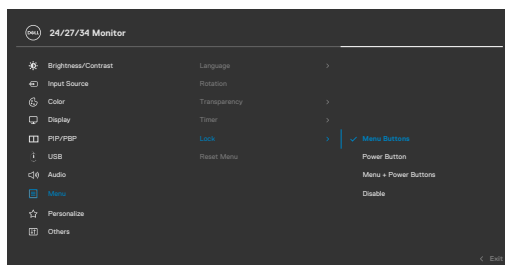 DELL 24/27/34 Monitor
Brightness/Contrast
Input Source
Color
Display
PIP/PBP
USB
Audio
Menu
Personalize
Others
Language
Rotation
Transparency
Timer
Lock
Reset Menu
Menu Buttons
Power Button
Menu + Power Buttons
Disable
Exit